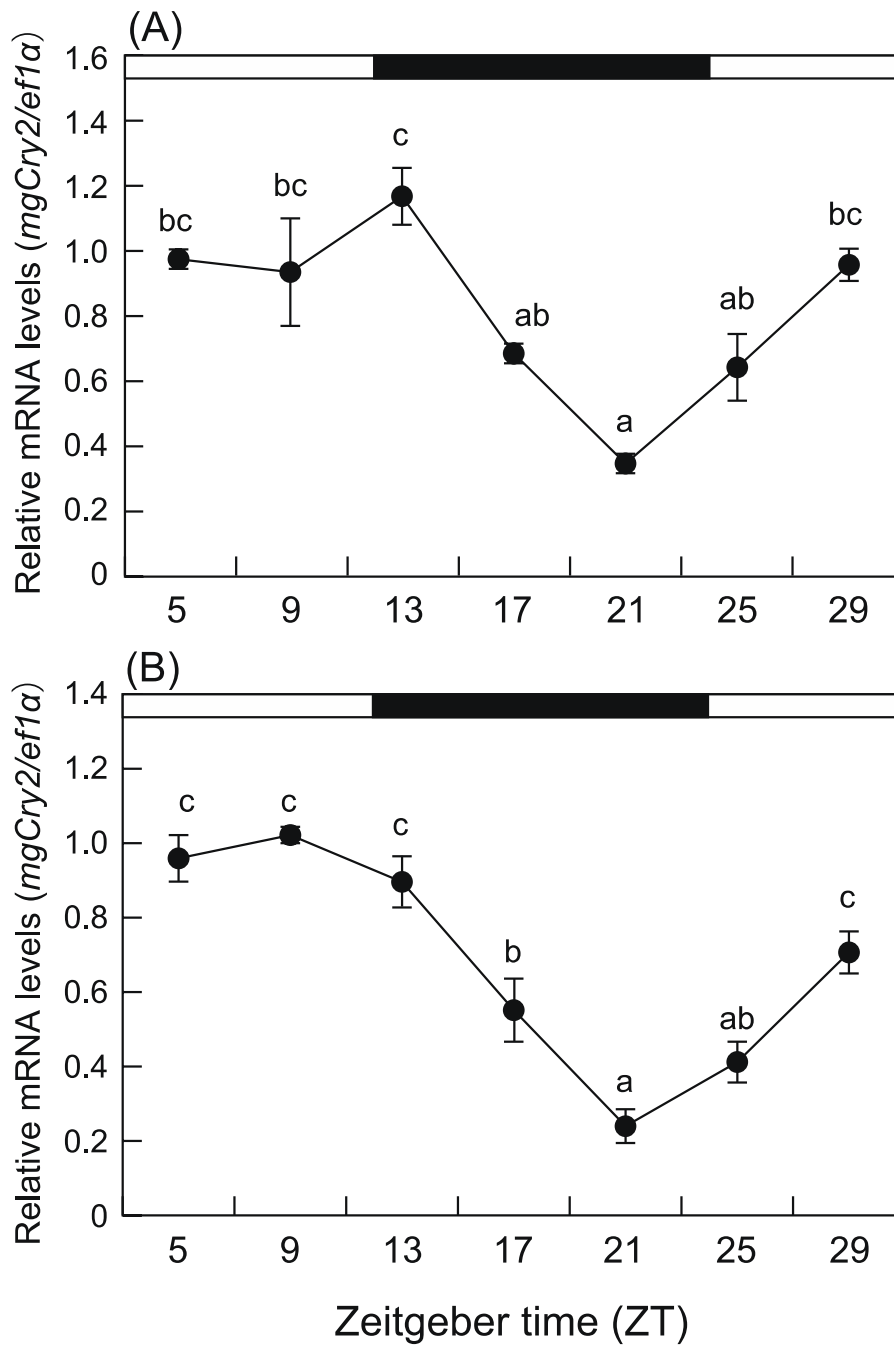 (A)
Relative mRNA levels (mgCry2/ef1α)
1.6
1.4
1.2
1.0
0.8
0.6
0.4
0.2
0
bc
bc
c
ab
a
ab
bc
5 9 13 17 21 25 29
(B)
Relative mRNA levels (mgCry2/ef1α)
1.4
1.2
1.0
0.8
0.6
0.4
0.2
0
c
c
c
b
a
ab
c
5 9 13 17 21 25 29
Zeitgeber time (ZT)